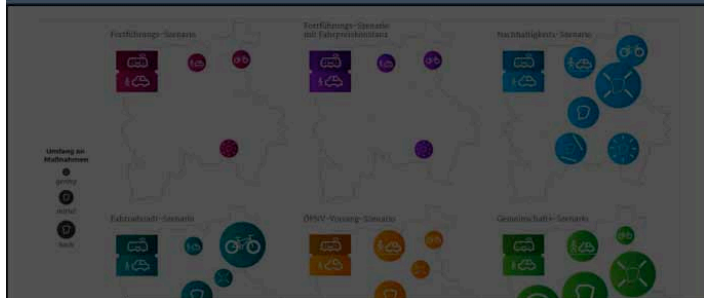 Fortführungs-Szenario
Fortführungs-Szenario
mit Fahrpreiskonstanz
Nachhaltigkeits-Szenario
Umfang an
Maßnahmen
gering
mittel
hoch
Fahrradstadt-Szenario
ÖPNV-Vorrang-Szenario
Gemeinschafts-Szenario